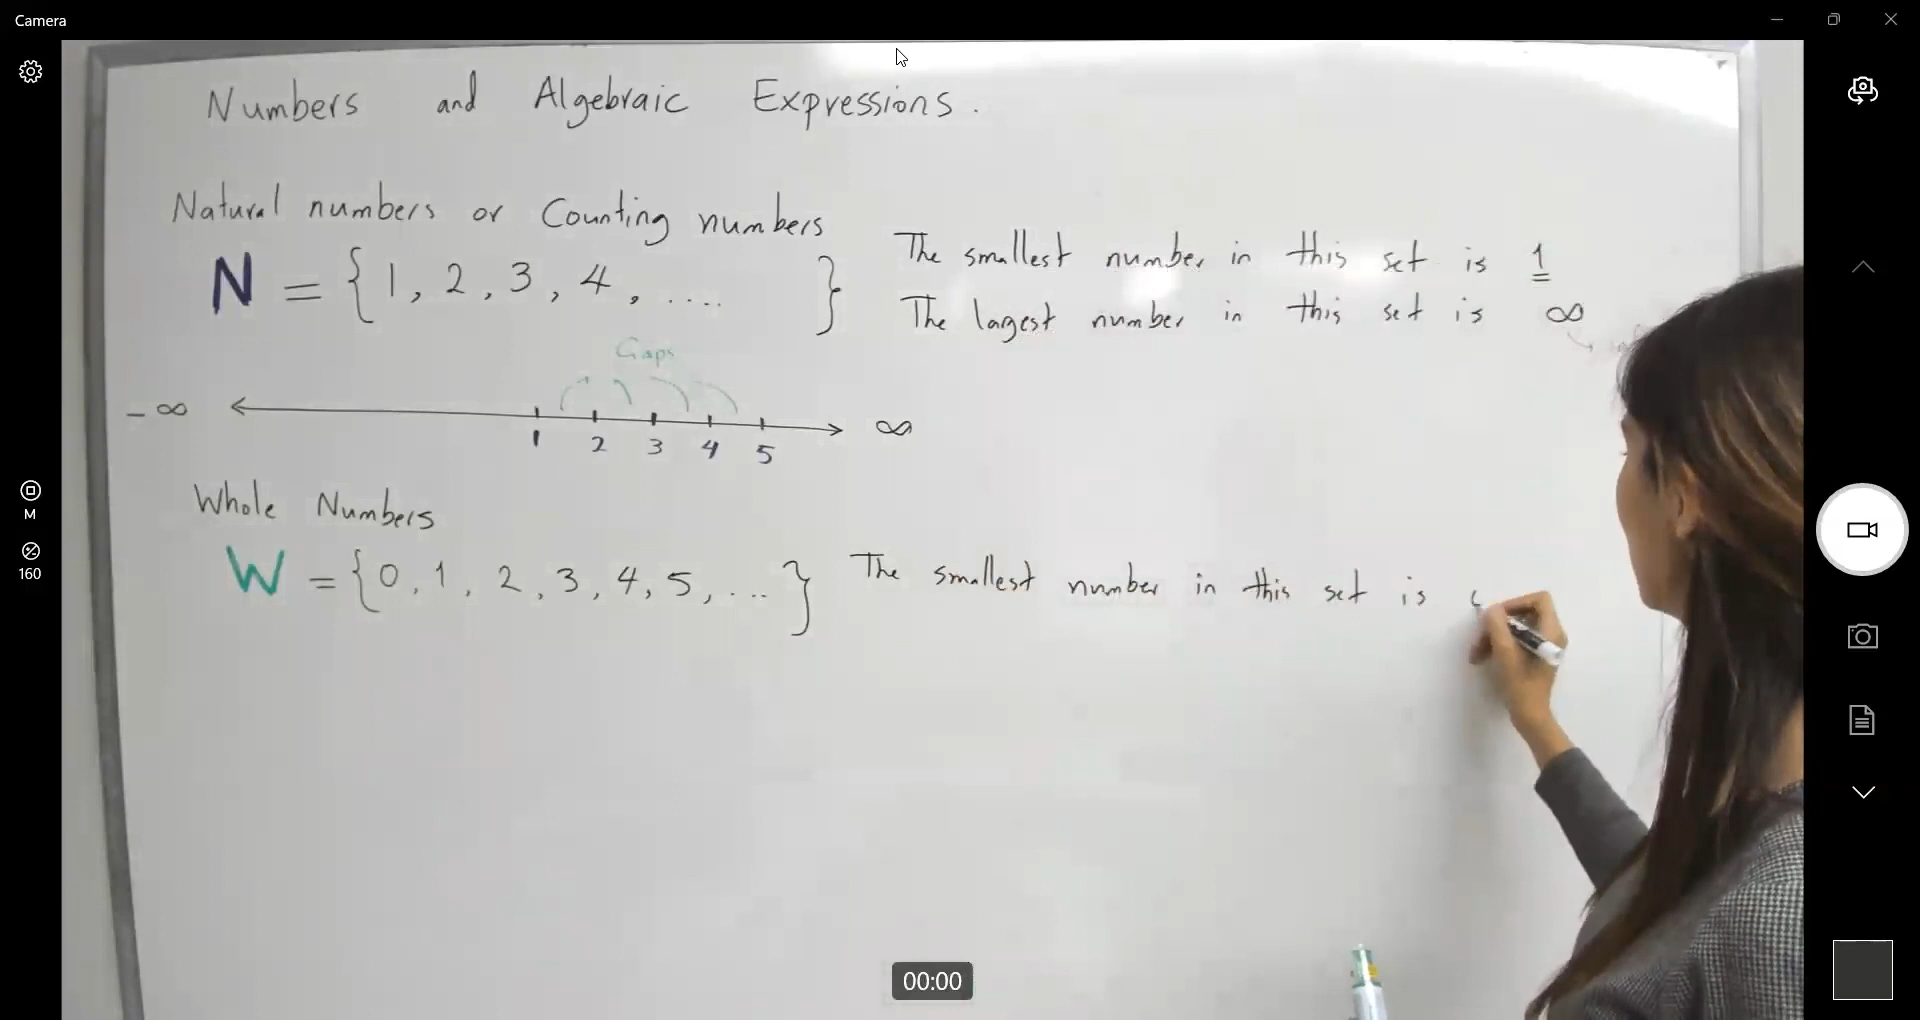 Camera
Numbers and Algebraic Expressions.
Natural numbers or Counting numbers
N = {1, 2, 3, 4, .... }
The smallest number in this set is 1
The largest number in this set is ∞
Gaps
- ∞ ∞
1 2 3 4 5
Whole Numbers
W = {0, 1, 2, 3, 4, 5, ... } The smallest number in this set is
M
160
00:00